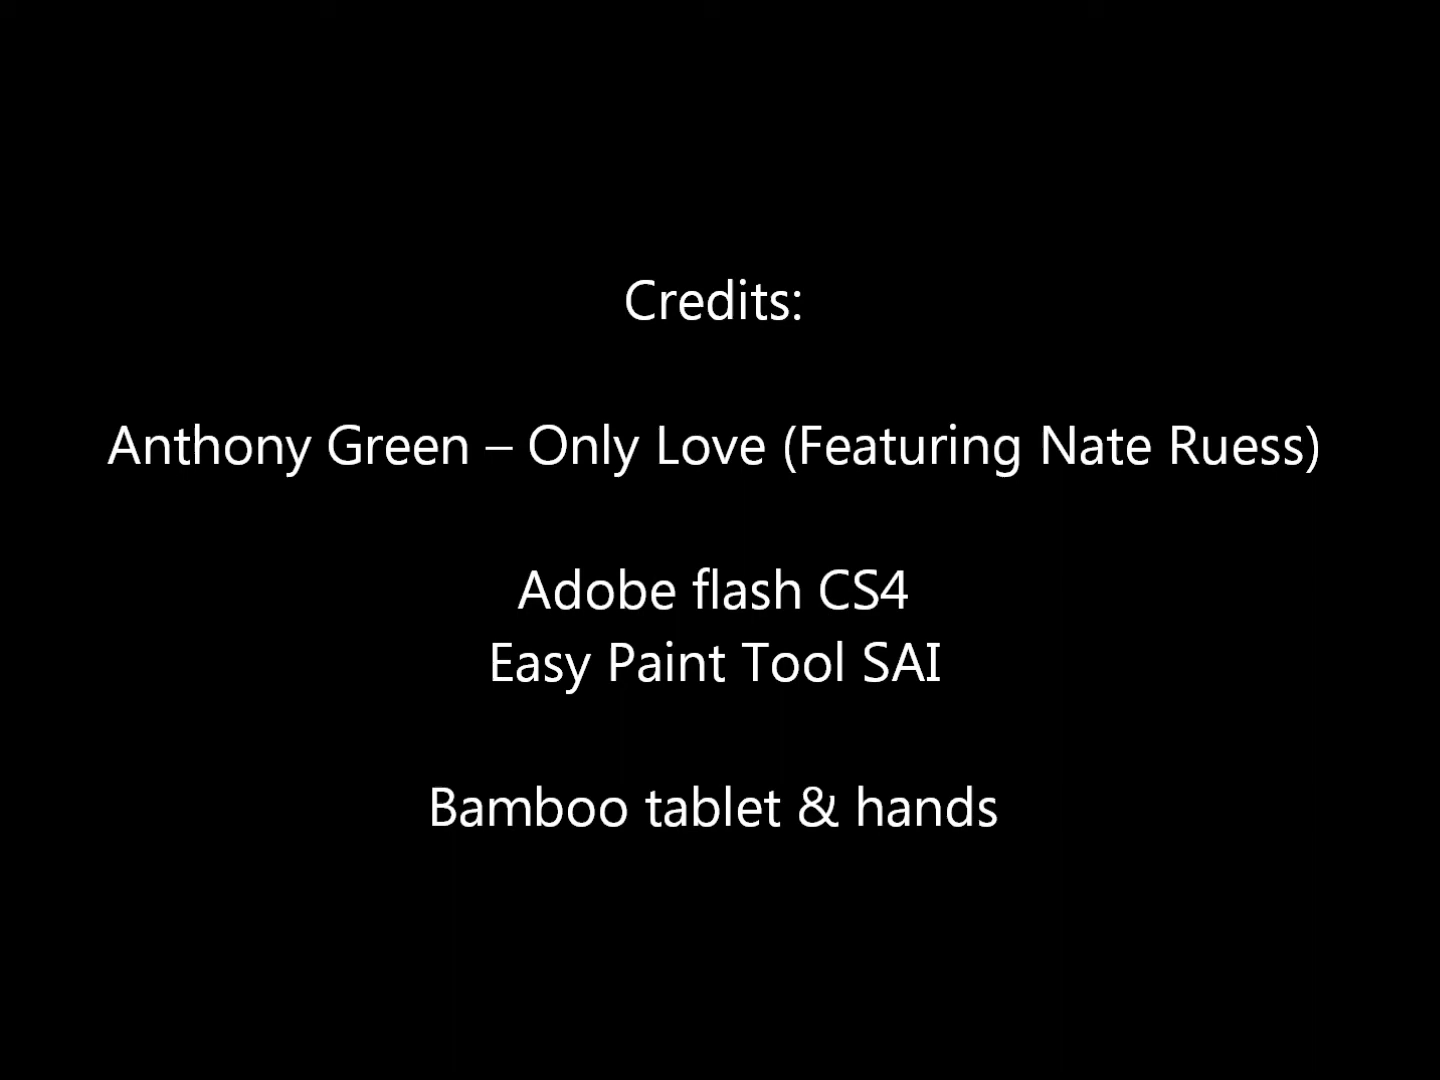 Credits:
Anthony Green – Only Love (Featuring Nate Ruess)
Adobe flash CS4
Easy Paint Tool SAI
Bamboo tablet & hands